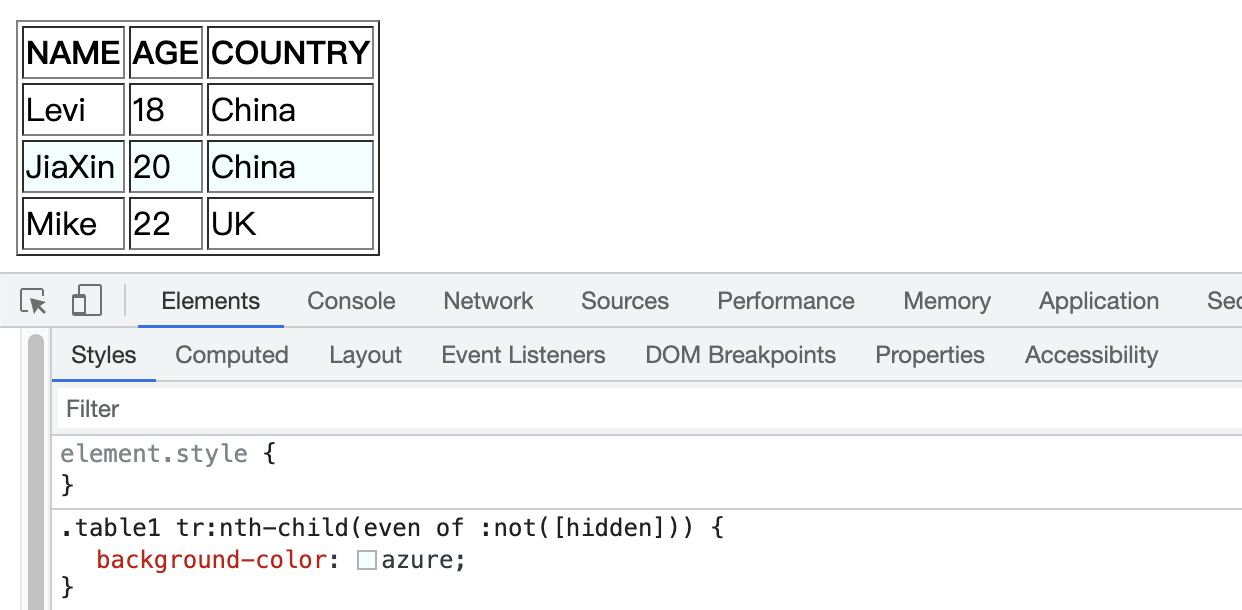 NAME AGE COUNTRY
Levi 18 China
JiaXin 20 China
Mike 22 UK
Elements Console Network Sources Performance Memory Application
Styles Computed Layout Event Listeners DOM Breakpoints Properties Accessibility
Filter
element.style {
}
.table1 tr:nth-child(even of :not([hidden])) {
background-color: azure;
}